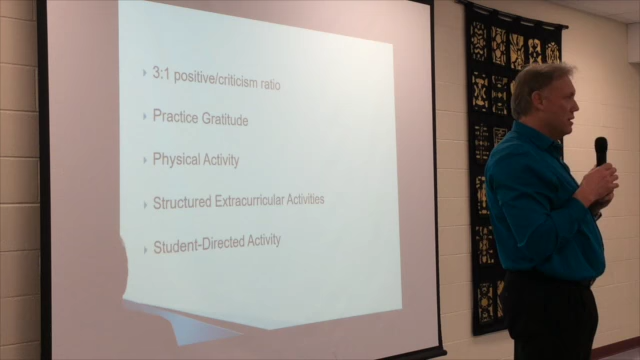 3:1 positive/criticism ratio
Practice Gratitude
Physical Activity
Structured Extracurricular Activities
Student-Directed Activity